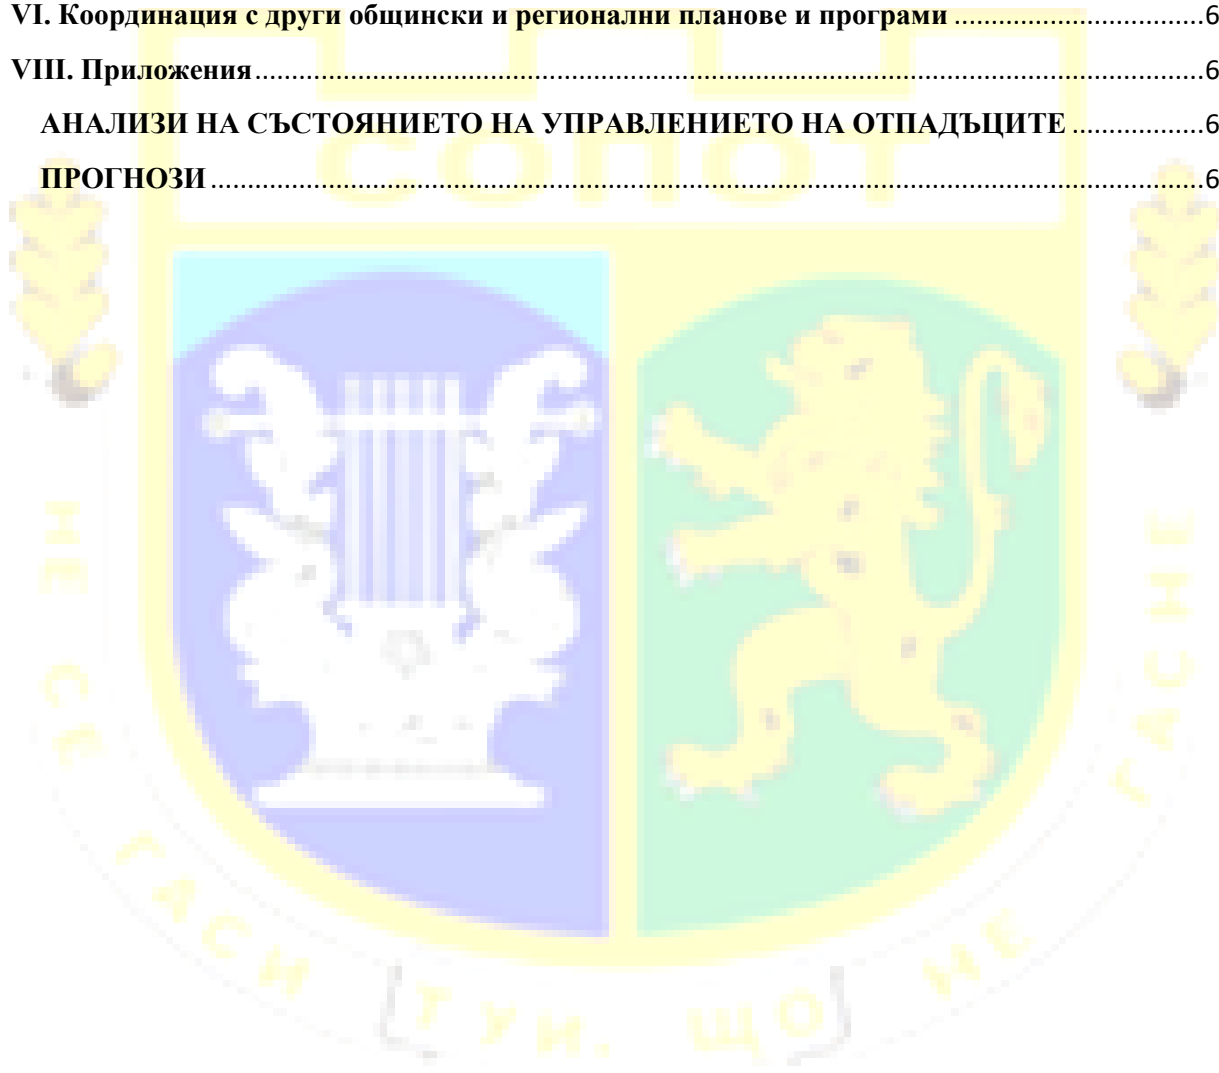 VI. Координация с други общински и регионални планове и програми ........ 6
VIII. Приложения ........ 6
АНАЛИЗИ НА СЪСТОЯНИЕТО НА УПРАВЛЕНИЕТО НА ОТПАДЪЦИТЕ ........ 6
ПРОГНОЗИ ........ 6
СОПОТ
НЕ СЕ ГАСИ ТУЙ, ЩО НЕ ГАСНЕ